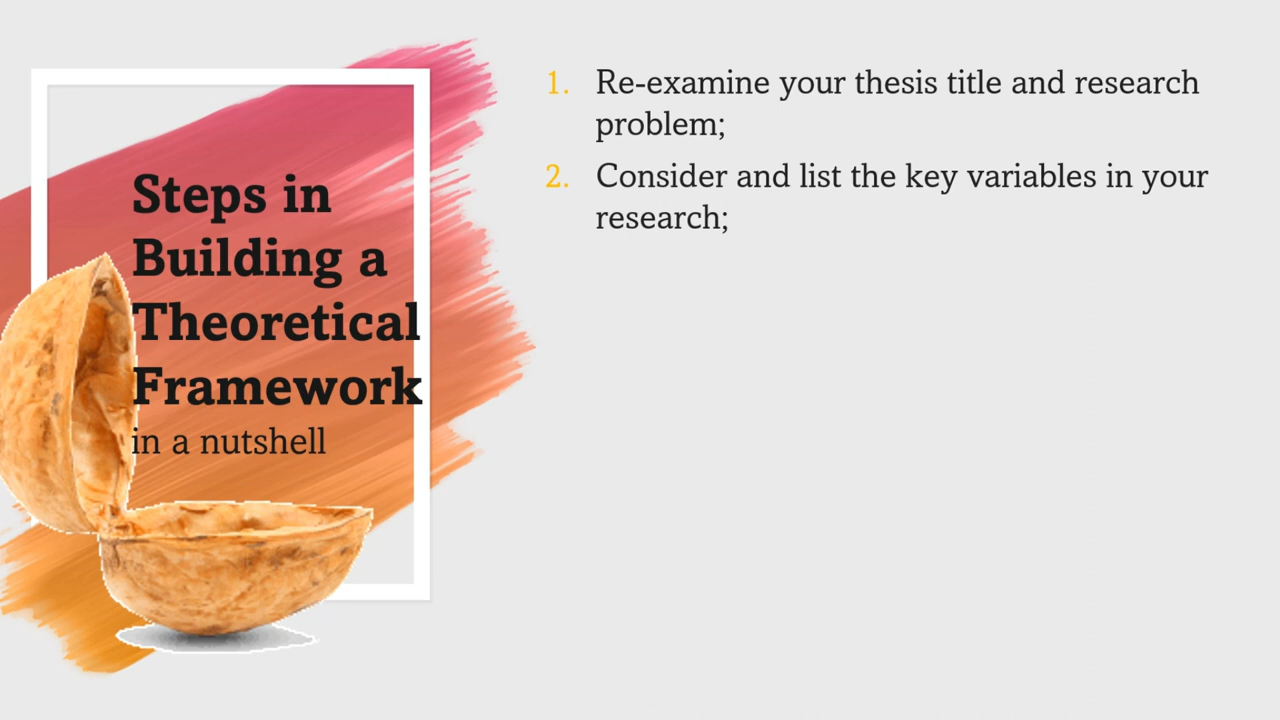 Steps in
Building a
Theoretical
Framework
in a nutshell
1. Re-examine your thesis title and research
problem;
2. Consider and list the key variables in your
research;